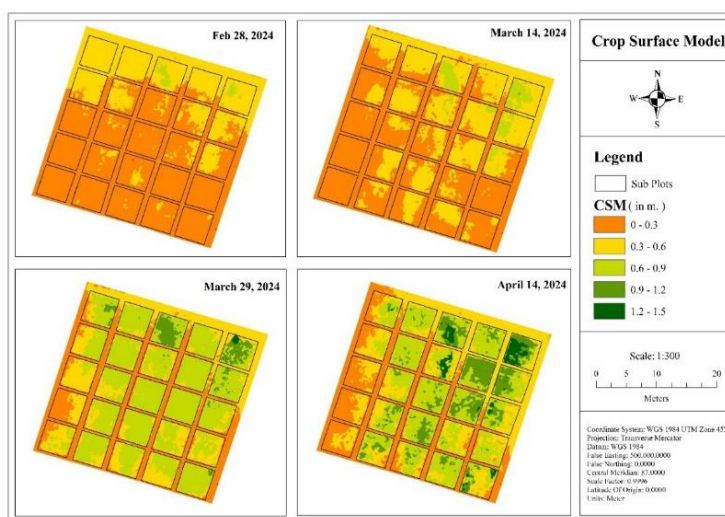 Feb 28, 2024
March 14, 2024
March 29, 2024
April 14, 2024
Crop Surface Model
N
W E
S
Legend
Sub Plots
CSM ( in m. )
0 - 0.3
0.3 - 0.6
0.6 - 0.9
0.9 - 1.2
1.2 - 1.5
Scale: 1:300
0 5 10 20
Meters
Coordinate System: WGS 1984 UTM Zone 45
Projection: Transverse Mercator
Datum: WGS 1984
False Easting: 500,000.0000
False Northing: 0.0000
Central Meridian: 87.0000
Scale Factor: 0.9996
Latitude Of Origin: 0.0000
Units: Meter